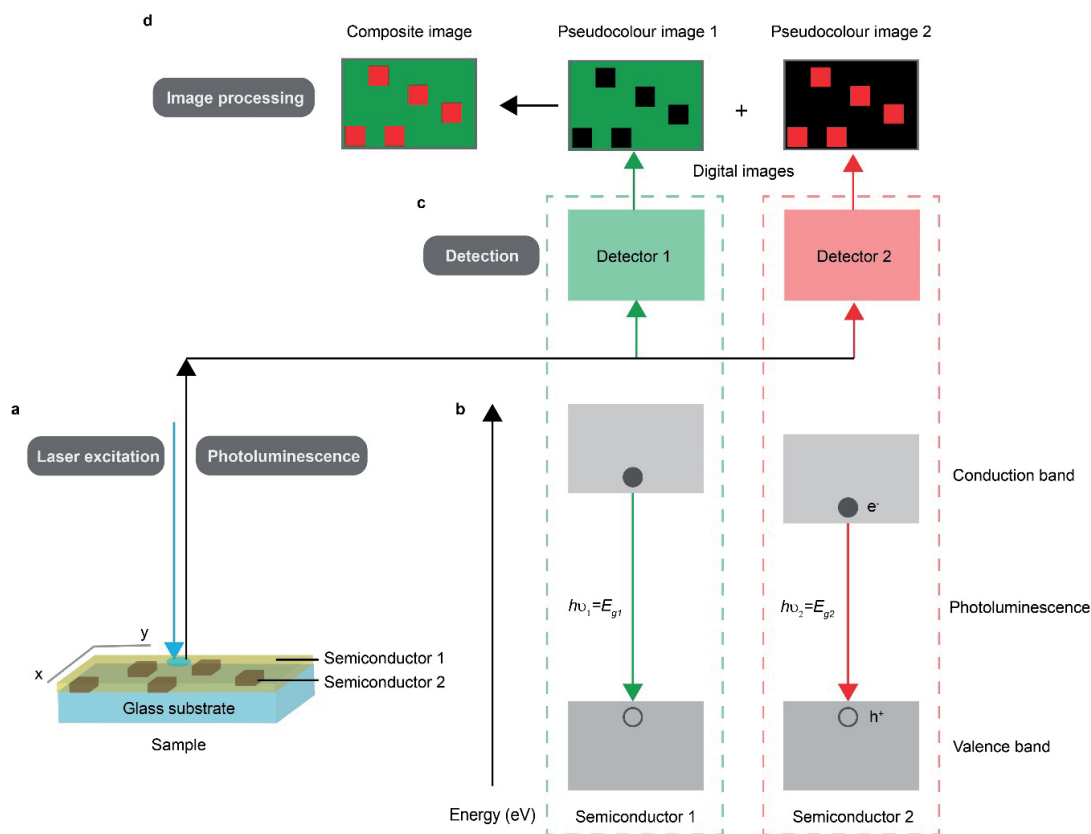 d
Composite image
Pseudocolour image 1
Pseudocolour image 2
Image processing
+
Digital images
c
Detection
Detector 1
Detector 2
a
b
Laser excitation
Photoluminescence
Conduction band
e-
hυ₁=Eg1
hυ₂=Eg2
Photoluminescence
y
x
Semiconductor 1
Semiconductor 2
Glass substrate
Sample
h+
Valence band
Energy (eV)
Semiconductor 1
Semiconductor 2